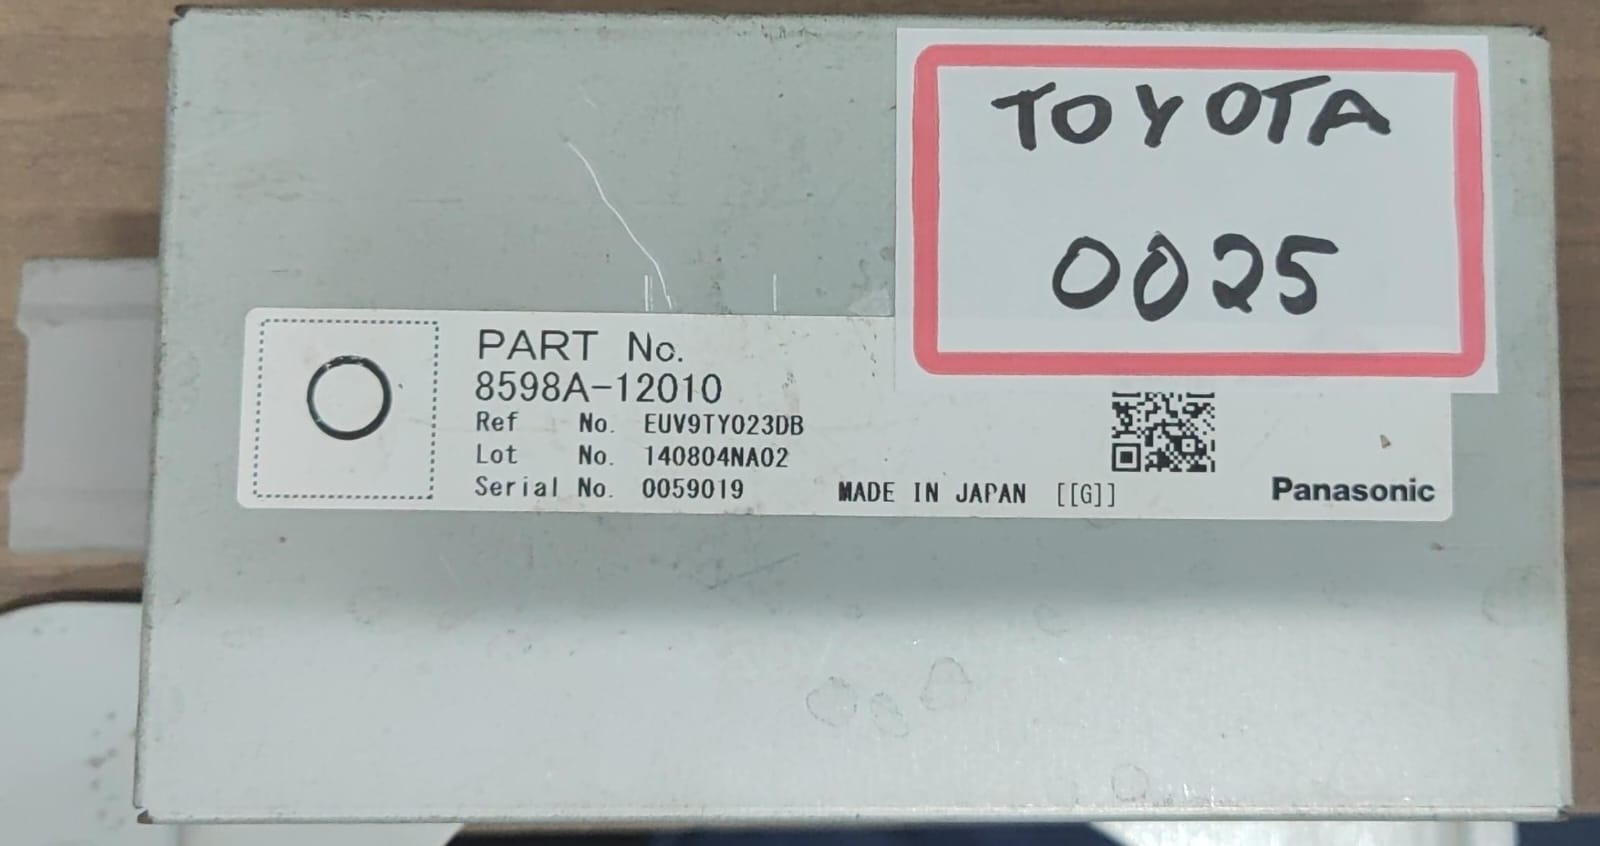 TOYOTA
0025
PART No.
8598A-12010
Ref No. EUV9TY023DB
Lot No. 140804NA02
Serial No. 0059019
MADE IN JAPAN [[G]]
Panasonic